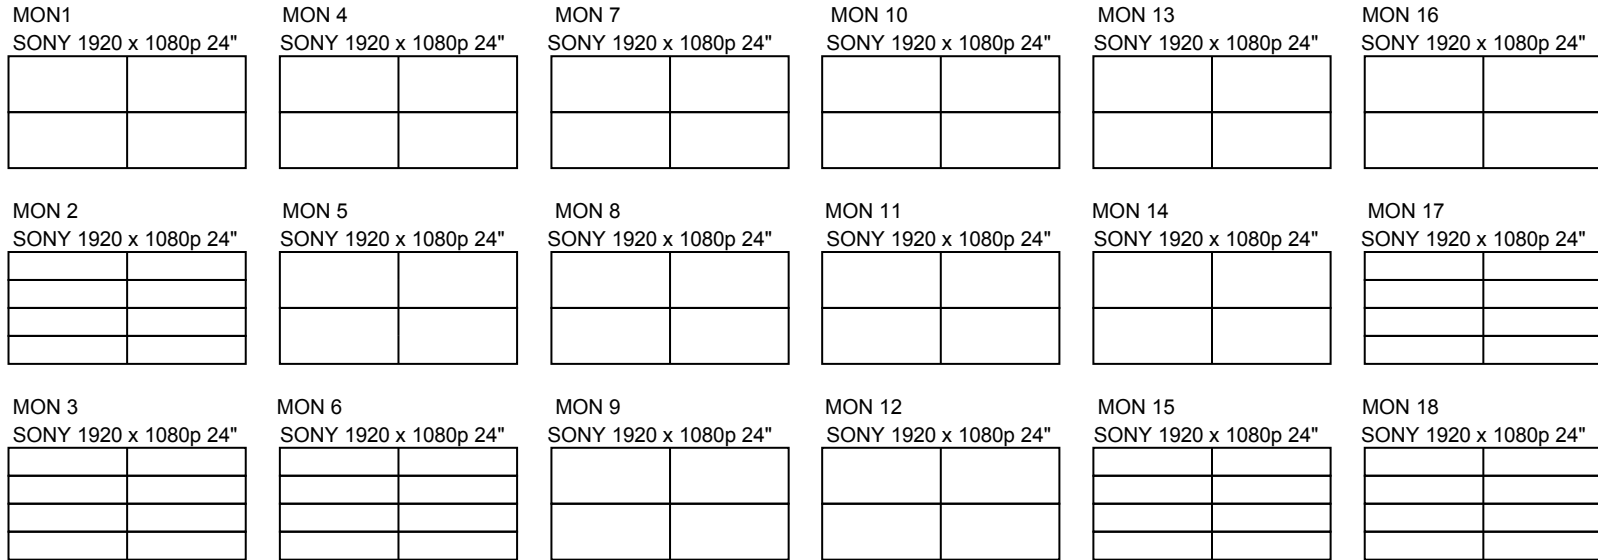 MON1
SONY 1920 x 1080p 24"
MON 4
SONY 1920 x 1080p 24"
MON 7
SONY 1920 x 1080p 24"
MON 10
SONY 1920 x 1080p 24"
MON 13
SONY 1920 x 1080p 24"
MON 16
SONY 1920 x 1080p 24"
MON 2
SONY 1920 x 1080p 24"
MON 5
SONY 1920 x 1080p 24"
MON 8
SONY 1920 x 1080p 24"
MON 11
SONY 1920 x 1080p 24"
MON 14
SONY 1920 x 1080p 24"
MON 17
SONY 1920 x 1080p 24"
MON 3
SONY 1920 x 1080p 24"
MON 6
SONY 1920 x 1080p 24"
MON 9
SONY 1920 x 1080p 24"
MON 12
SONY 1920 x 1080p 24"
MON 15
SONY 1920 x 1080p 24"
MON 18
SONY 1920 x 1080p 24"